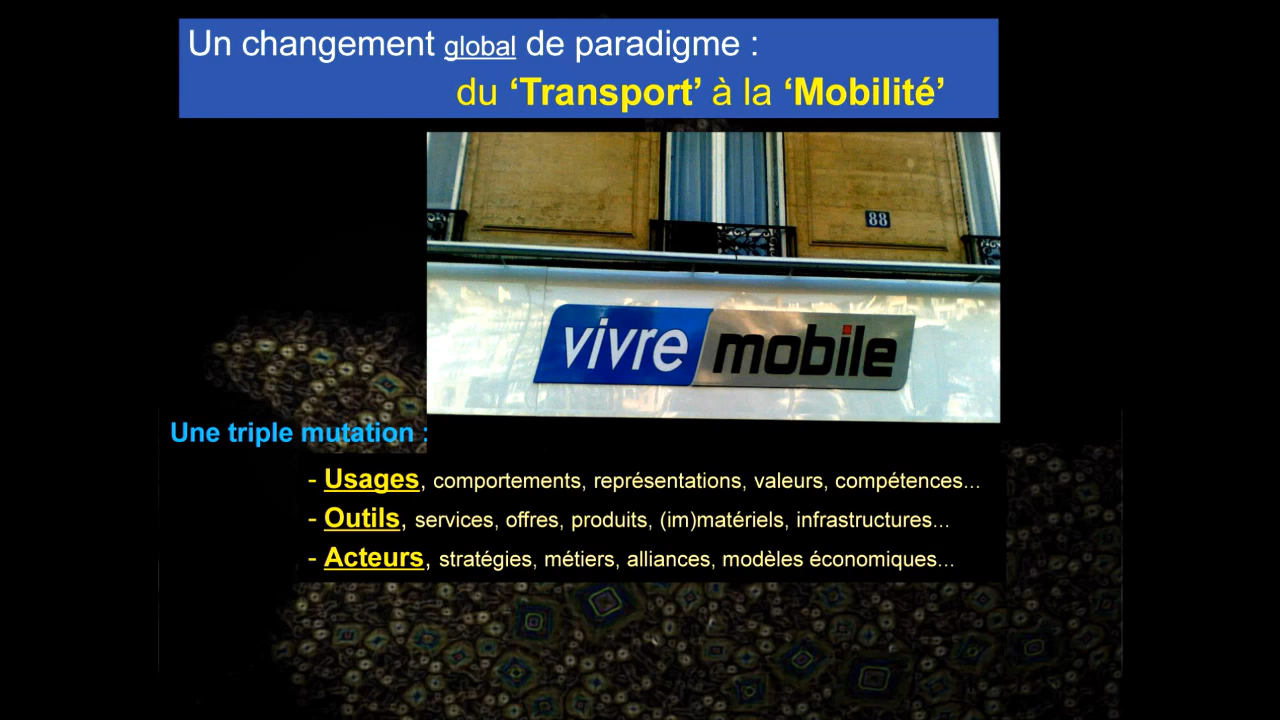 Un changement global de paradigme :
du ‘Transport’ à la ‘Mobilité’
88
vivre mobile
Une triple mutation :
- Usages, comportements, représentations, valeurs, compétences...
- Outils, services, offres, produits, (im)matériels, infrastructures...
- Acteurs, stratégies, métiers, alliances, modèles économiques...